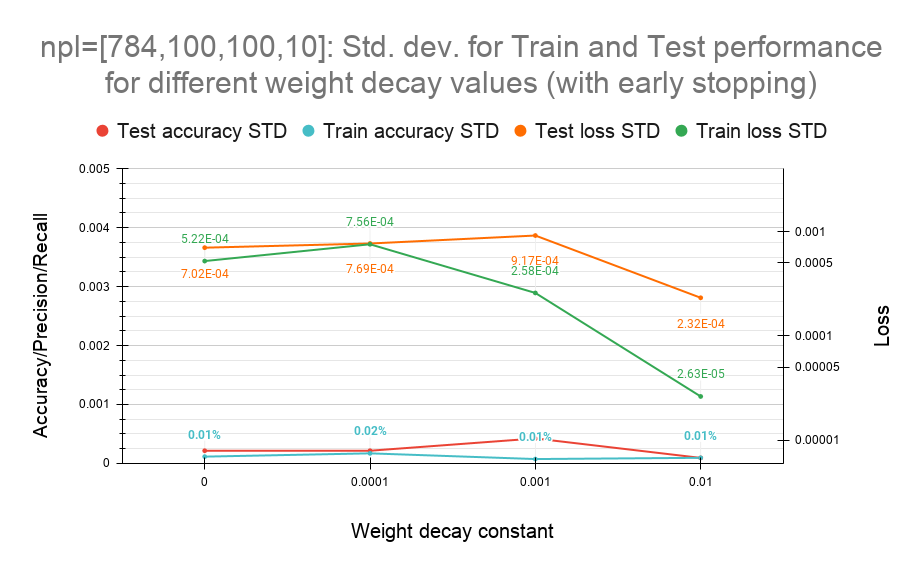 npl=[784,100,100,10]: Std. dev. for Train and Test performance
for different weight decay values (with early stopping)
Test accuracy STD Train accuracy STD Test loss STD Train loss STD
Accuracy/Precision/Recall
0.005
0.004
0.003
0.002
0.001
0
5.22E-04
7.02E-04
7.56E-04
7.69E-04
9.17E-04
2.58E-04
2.32E-04
2.63E-05
0.01%
0.02%
0.01%
0.01%
0.001
0.0005
0.0001
0.00005
0.00001
Loss
0 0.0001 0.001 0.01
Weight decay constant